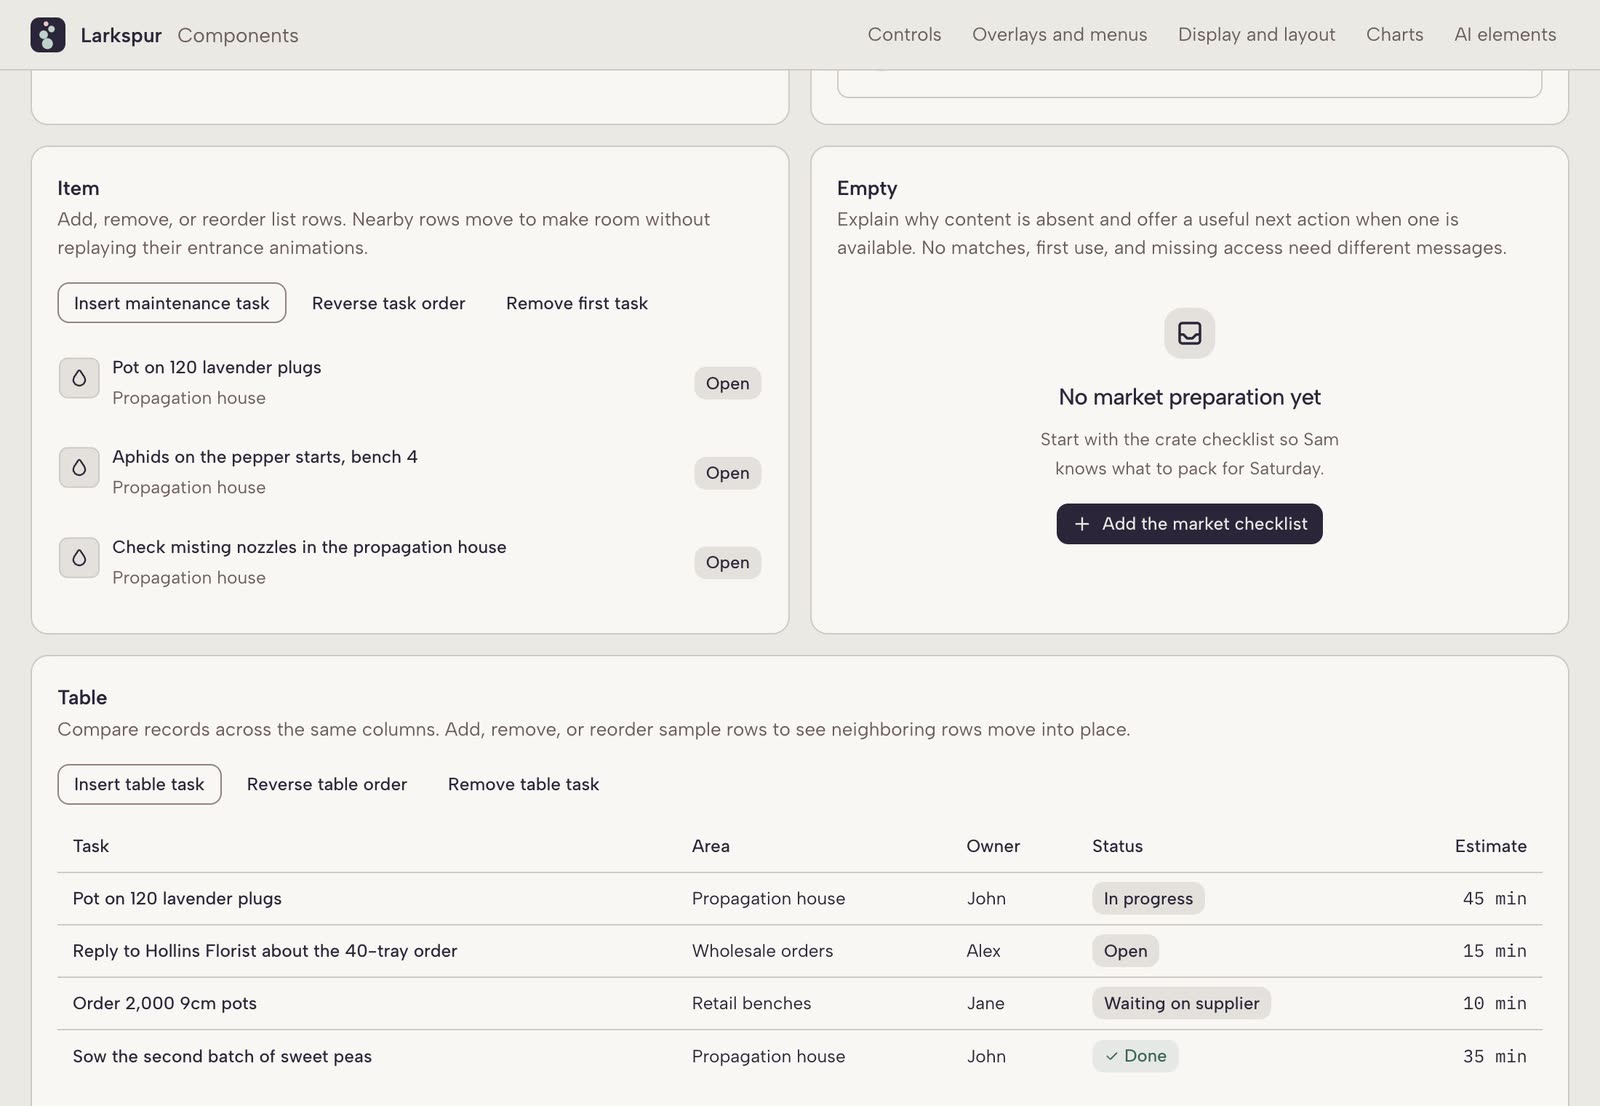 Larkspur Components
Controls Overlays and menus Display and layout Charts AI elements
Item
Add, remove, or reorder list rows. Nearby rows move to make room without
replaying their entrance animations.
Insert maintenance task Reverse task order Remove first task
Pot on 120 lavender plugs
Propagation house
Open
Aphids on the pepper starts, bench 4
Propagation house
Open
Check misting nozzles in the propagation house
Propagation house
Open
Empty
Explain why content is absent and offer a useful next action when one is
available. No matches, first use, and missing access need different messages.
No market preparation yet
Start with the crate checklist so Sam
knows what to pack for Saturday.
Add the market checklist
Table
Compare records across the same columns. Add, remove, or reorder sample rows to see neighboring rows move into place.
Insert table task Reverse table order Remove table task
Task Area Owner Status Estimate
Pot on 120 lavender plugs Propagation house John In progress 45 min
Reply to Hollins Florist about the 40-tray order Wholesale orders Alex Open 15 min
Order 2,000 9cm pots Retail benches Jane Waiting on supplier 10 min
Sow the second batch of sweet peas Propagation house John Done 35 min